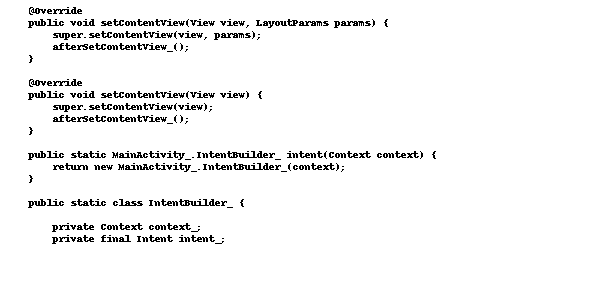 @Override
public void setContentView(View view, LayoutParams params) {
super.setContentView(view, params);
afterSetContentView_();
}
@Override
public void setContentView(View view) {
super.setContentView(view);
afterSetContentView_();
}
public static MainActivity_.IntentBuilder_ intent(Context context) {
return new MainActivity_.IntentBuilder_(context);
}
public static class IntentBuilder_ {
private Context context_;
private final Intent intent_;